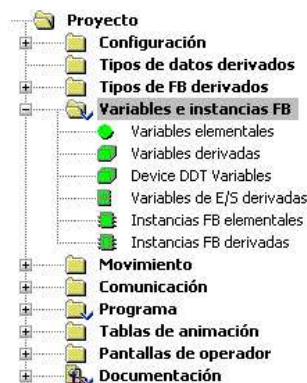 Proyecto
Configuración
Tipos de datos derivados
Tipos de FB derivados
Variables e instancias FB
Variables elementales
Variables derivadas
Device DDT Variables
Variables de E/S derivadas
Instancias FB elementales
Instancias FB derivadas
Movimiento
Comunicación
Programa
Tablas de animación
Pantallas de operador
Documentación